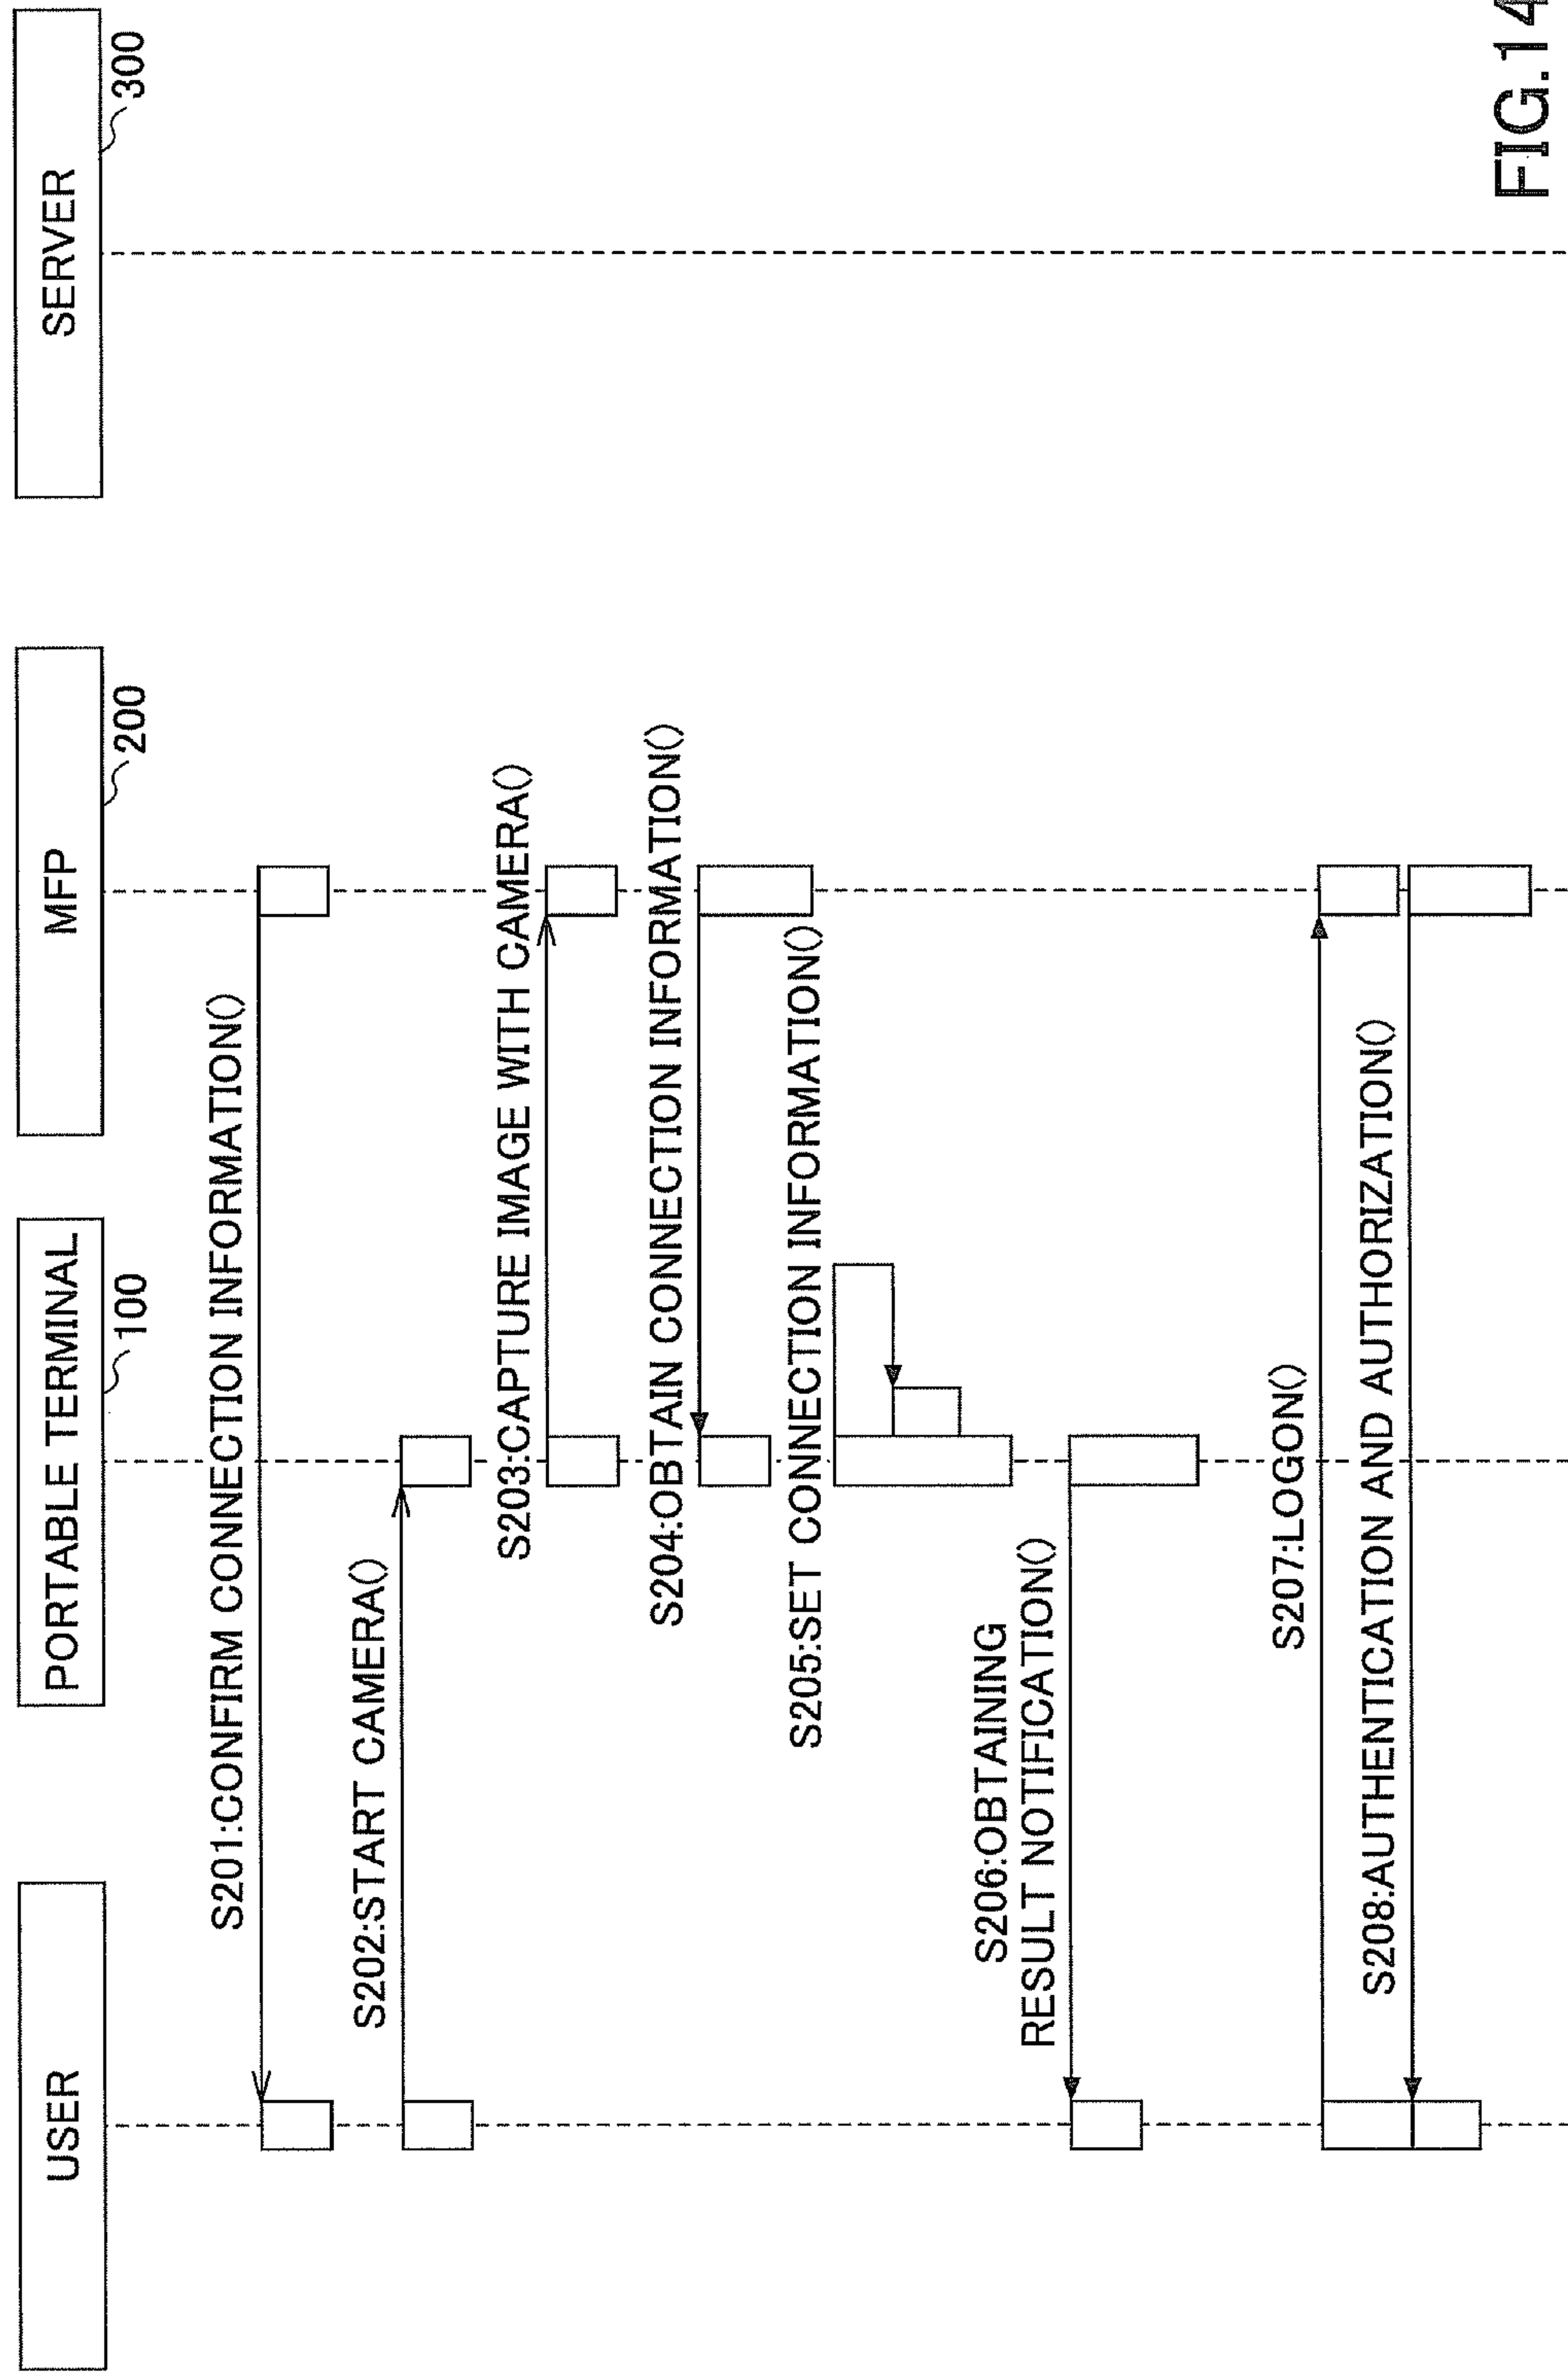 USER
PORTABLE TERMINAL
100
MFP
200
SERVER
300
S201:CONFIRM CONNECTION INFORMATION()
S202:START CAMERA()
S203:CAPTURE IMAGE WITH CAMERA()
S204:OBTAIN CONNECTION INFORMATION()
S205:SET CONNECTION INFORMATION()
S206:OBTAINING
RESULT NOTIFICATION()
S207:LOGON()
S208:AUTHENTICATION AND AUTHORIZATION()
FIG.14